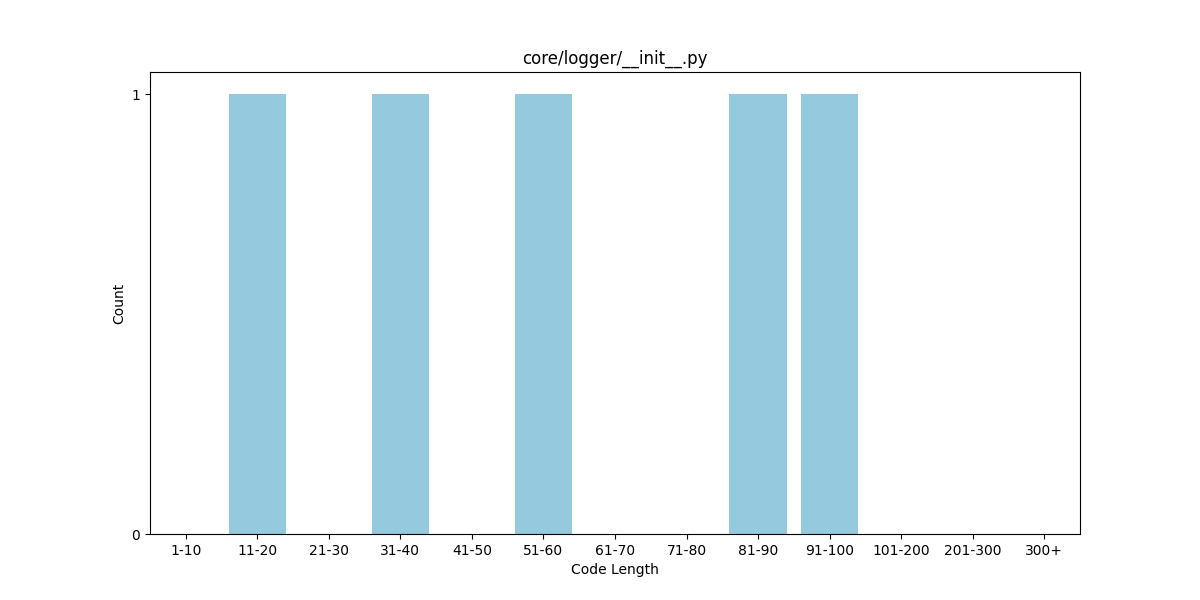 core/logger/__init__.py
1
Count
0
1-10 11-20 21-30 31-40 41-50 51-60 61-70 71-80 81-90 91-100 101-200 201-300 300+
Code Length